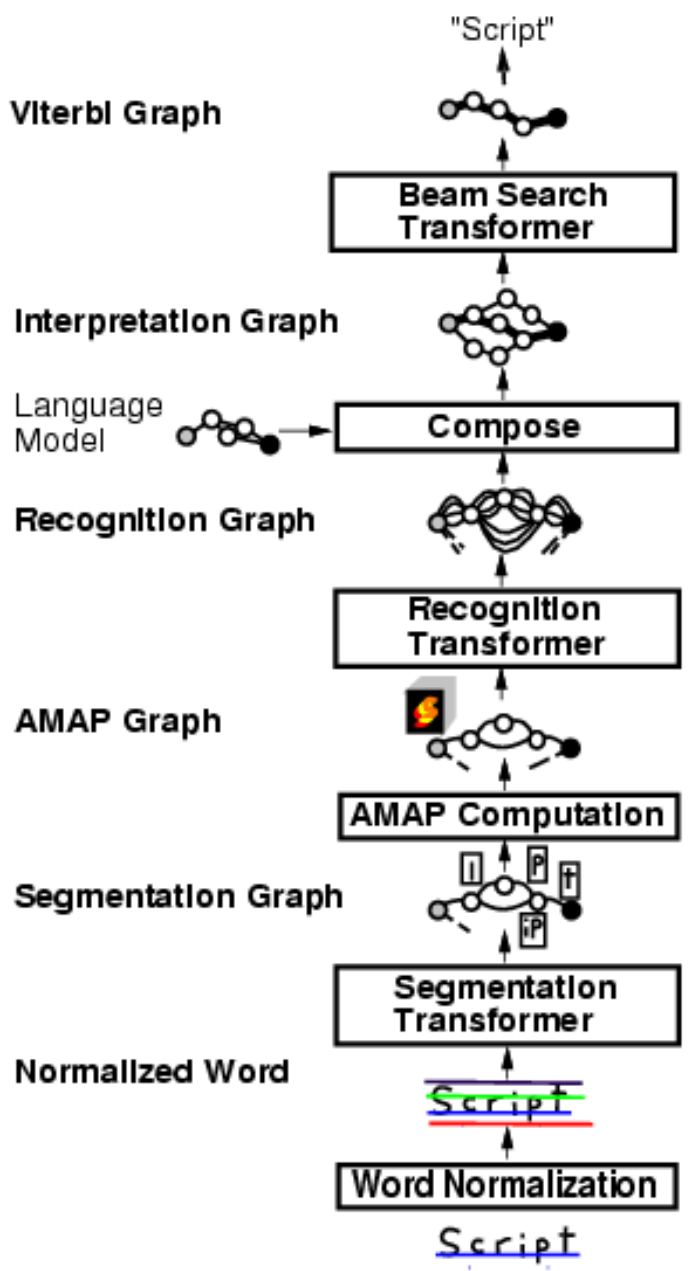 "Script"
Viterbi Graph
Beam Search
Transformer
Interpretation Graph
Language
Model
Compose
Recognition Graph
Recognition
Transformer
AMAP Graph
S
AMAP Computation
i
P
t
Segmentation Graph
iP
Segmentation
Transformer
Normalized Word
Script
Word Normalization
Script